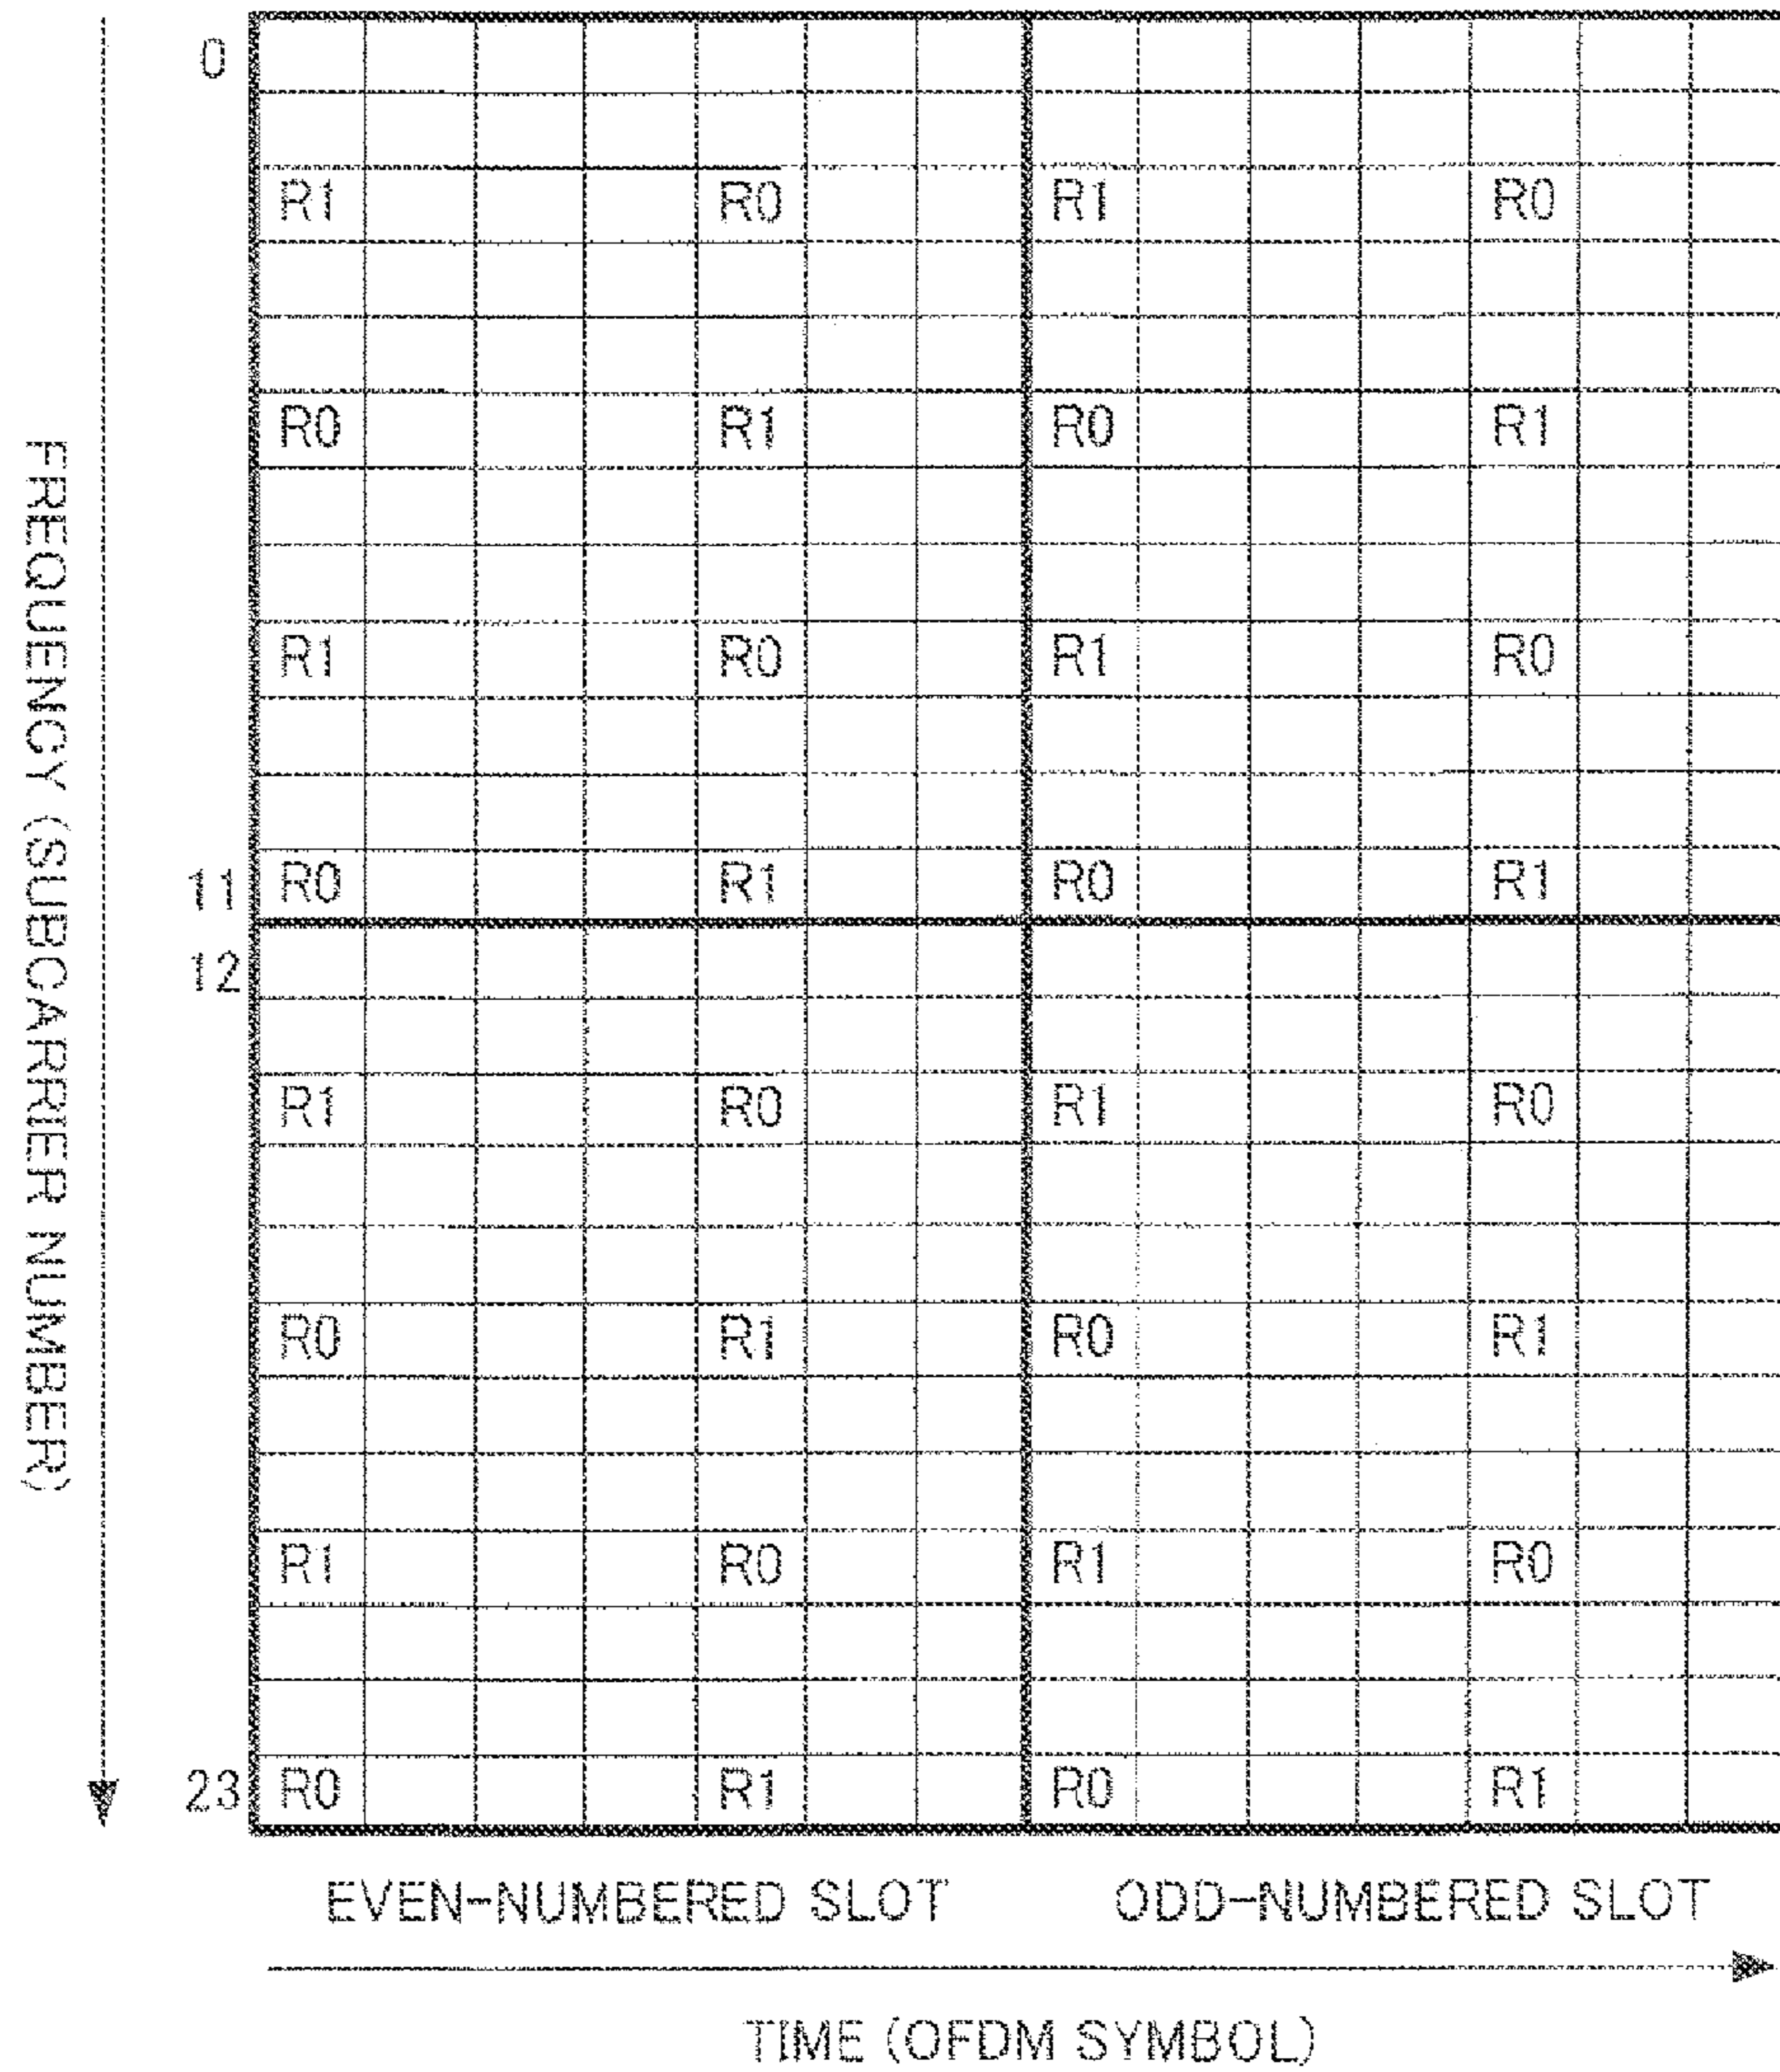 0
R1 R0 R1 R0
R0 R1 R0 R1
R1 R0 R1 R0
11 R0 R1 R0 R1
12
R1 R0 R1 R0
R0 R1 R0 R1
R1 R0 R1 R0
23 R0 R1 R0 R1
FREQUENCY (SUBCARRIER NUMBER)
EVEN-NUMBERED SLOT ODD-NUMBERED SLOT
TIME (OFDM SYMBOL)